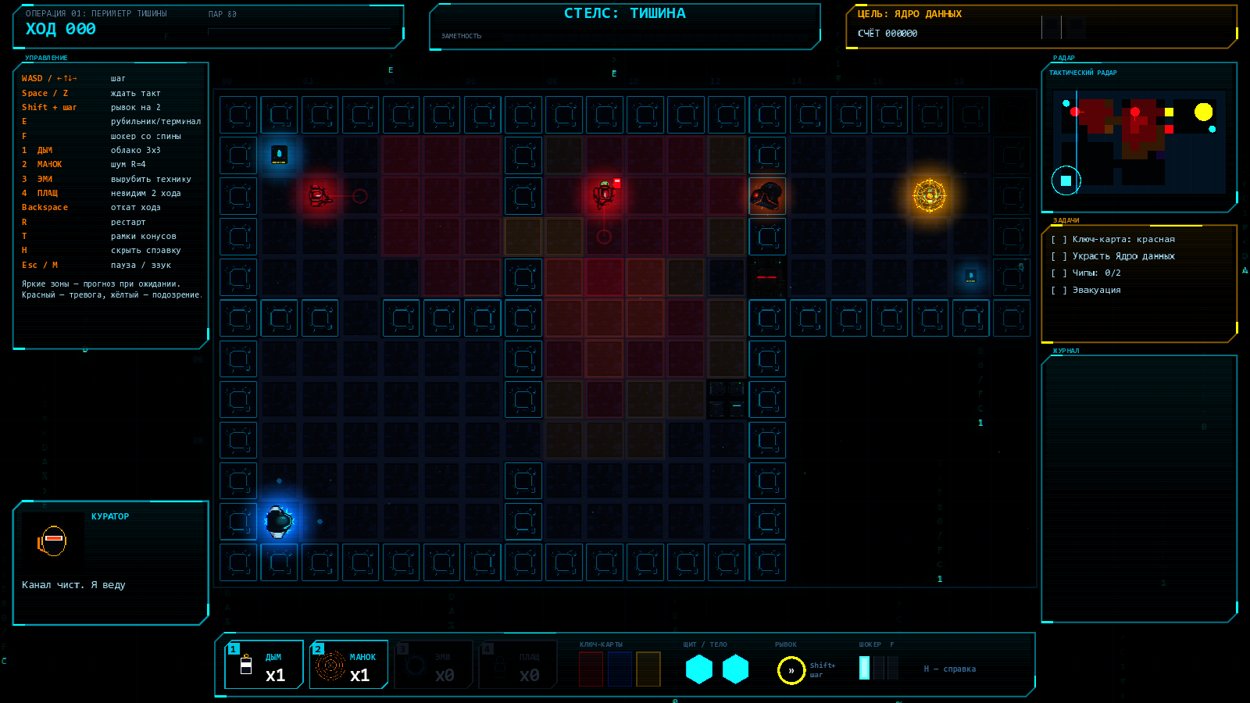 ОПЕРАЦИЯ 01: ПЕРИМЕТР ТИШИНЫ
ПАР 80
ХОД 000
СТЕЛС: ТИШИНА
ЗАМЕТНОСТЬ
ЦЕЛЬ: ЯДРО ДАННЫХ
СЧЁТ 000000
УПРАВЛЕНИЕ
WASD / ←↑↓→ шаг
Space / Z ждать такт
Shift + шаг рывок на 2
E рубильник/терминал
F шокер со спины
1 ДЫМ облако 3x3
2 МАНОК шум R=4
3 ЭМИ вырубить технику
4 ПЛАЩ невидим 2 хода
Backspace откат хода
R рестарт
T рамки конусов
H скрыть справку
Esc / M пауза / звук
Яркие зоны — прогноз при ожидании.
Красный — тревога, жёлтый — подозрение.
РАДАР
ТАКТИЧЕСКИЙ РАДАР
ЗАДАЧИ
[ ] Ключ-карта: красная
[ ] Украсть Ядро данных
[ ] Чипы: 0/2
[ ] Эвакуация
ЖУРНАЛ
КУРАТОР
Канал чист. Я веду
1 ДЫМ x1
2 МАНОК x1
3 ЭМИ x0
4 ПЛАЩ x0
КЛЮЧ-КАРТЫ
ЩИТ / ТЕЛО
РЫВОК
Shift+
шаг
ШОКЕР F
H — справка